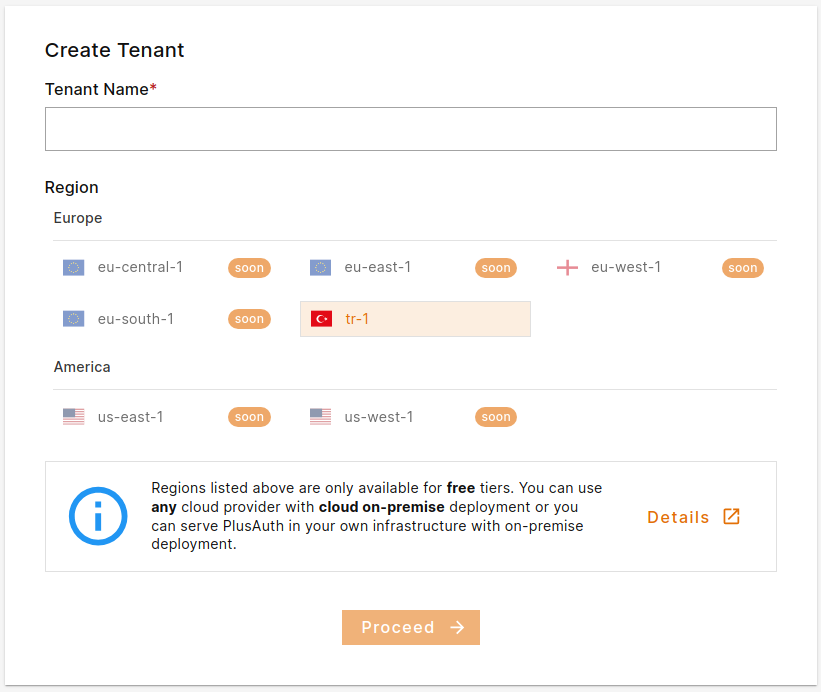 Create Tenant
Tenant Name*
Region
Europe
eu-central-1 soon eu-east-1 soon eu-west-1 soon
eu-south-1 soon tr-1
America
us-east-1 soon us-west-1 soon
Regions listed above are only available for free tiers. You can use
any cloud provider with cloud on-premise deployment or you
can serve PlusAuth in your own infrastructure with on-premise
deployment.
Details
Proceed